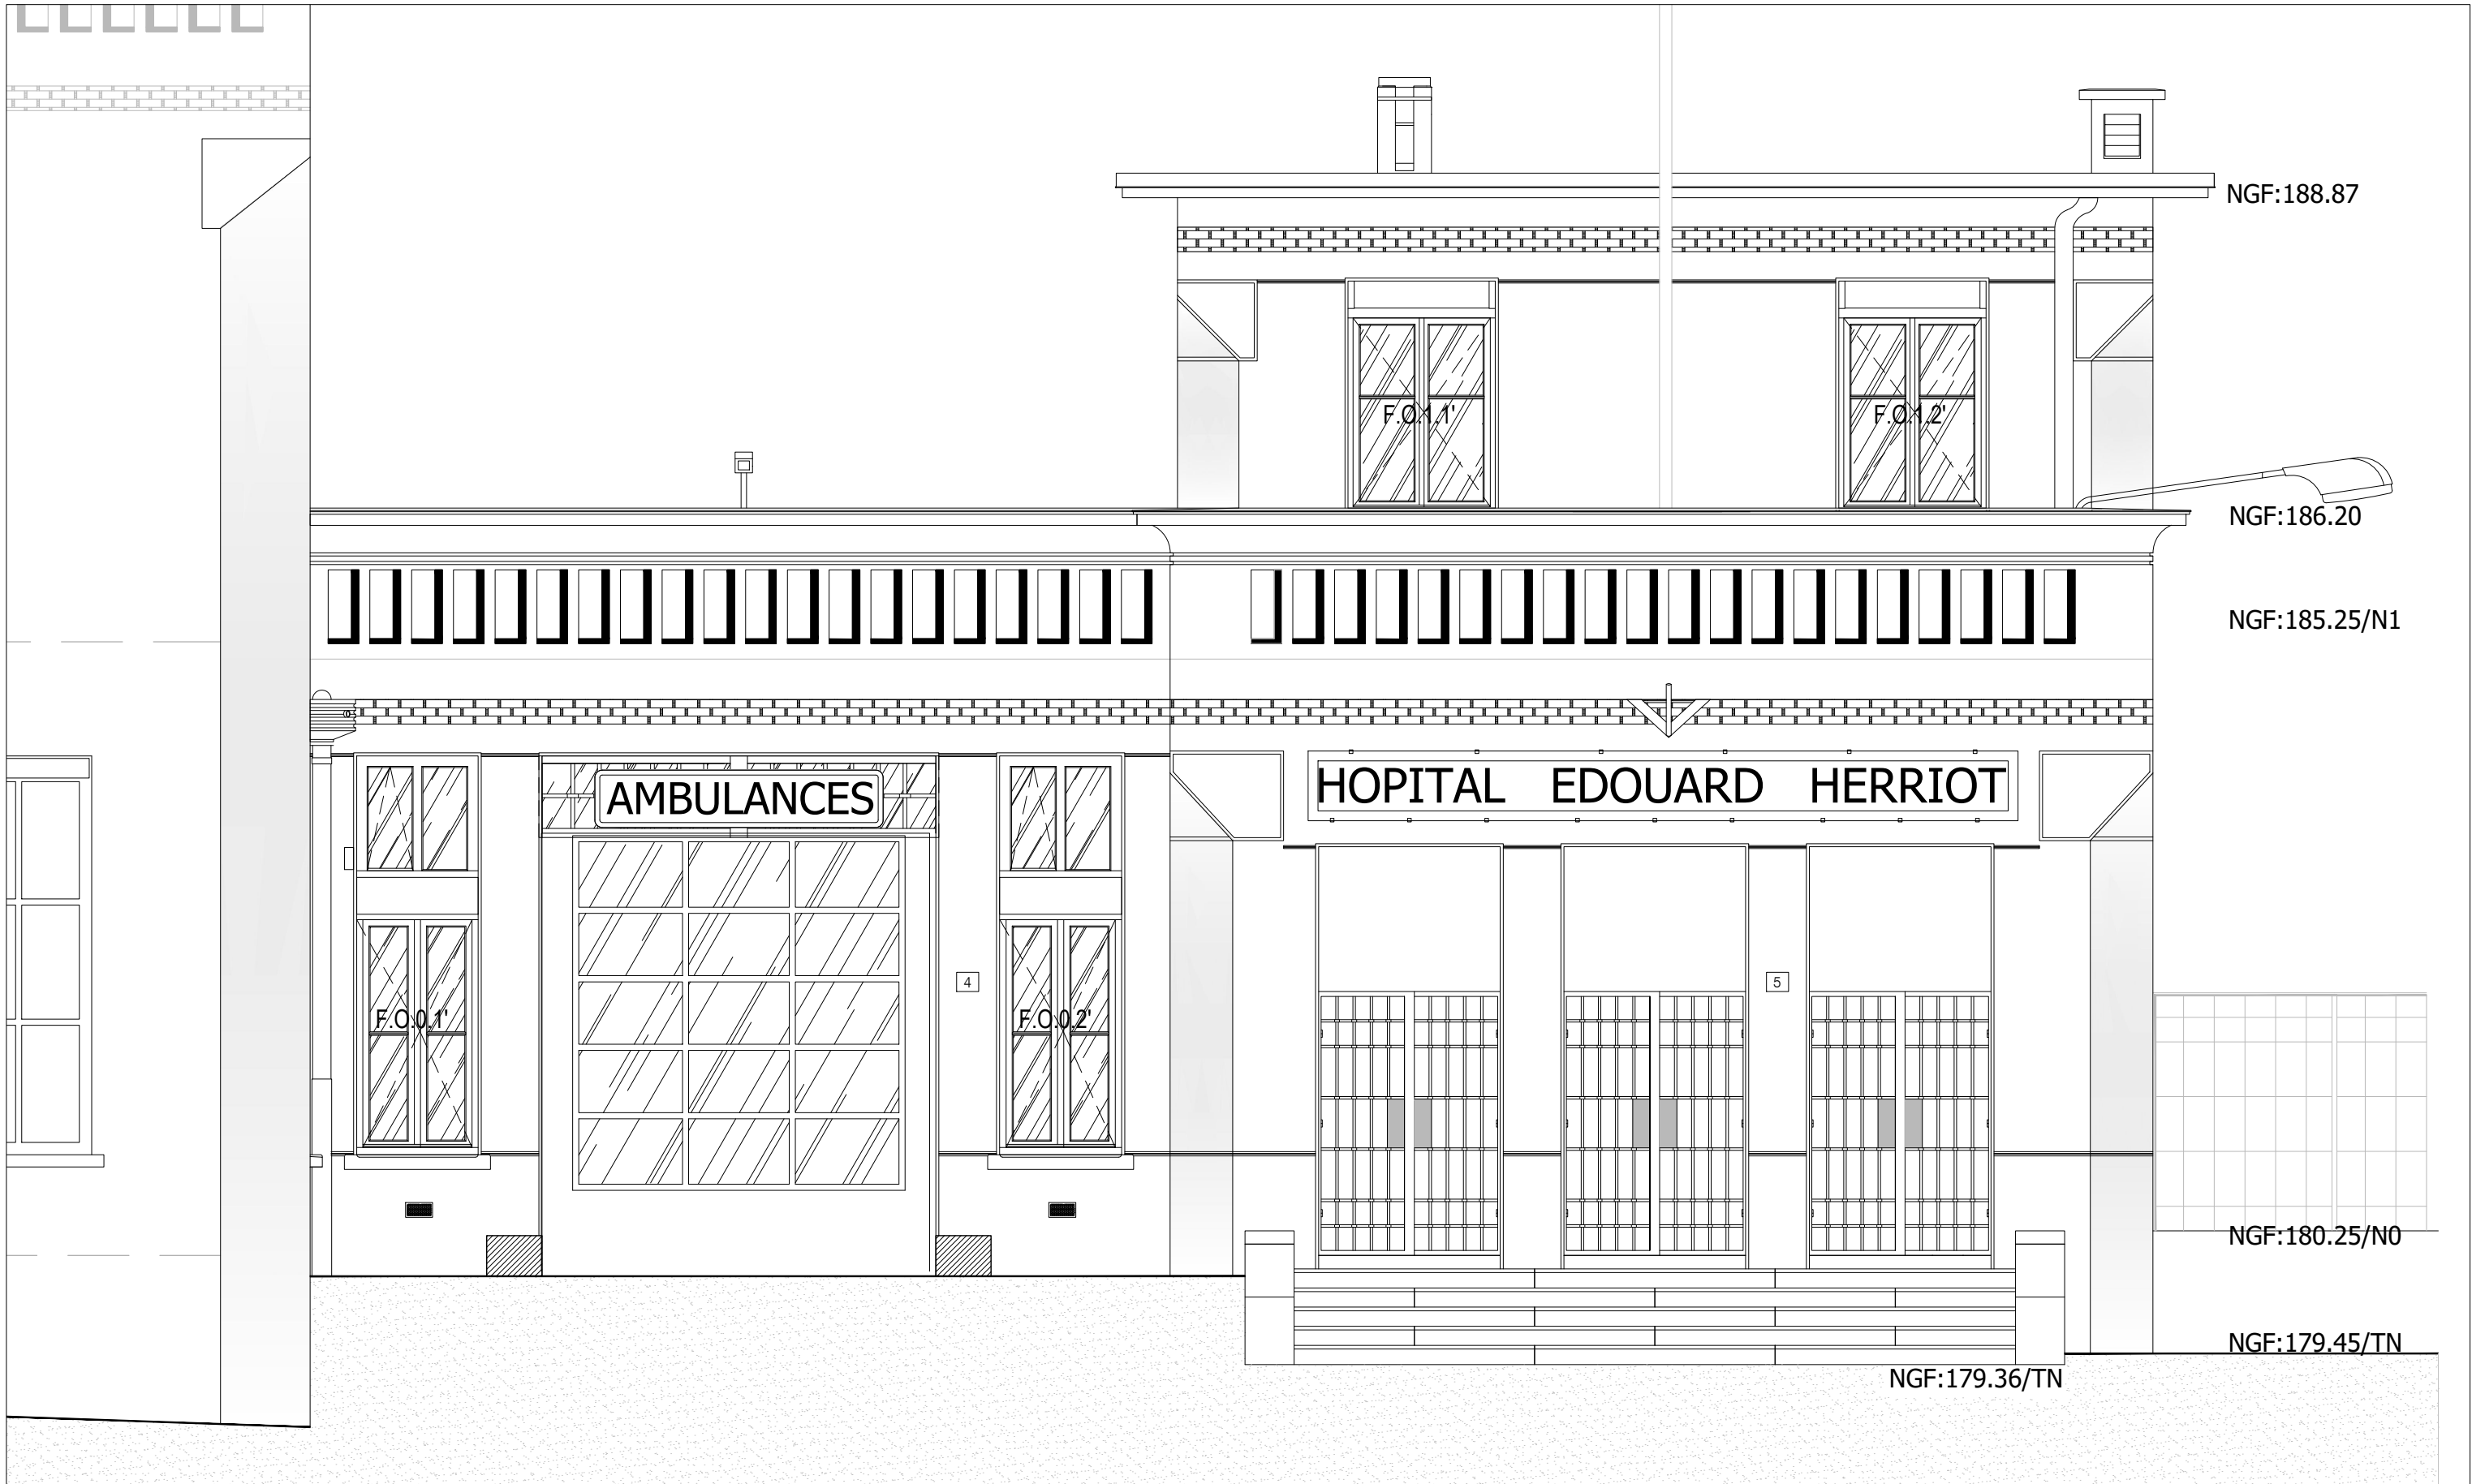 NGF:188.87
F.O.1.1'
F.O.1.2'
NGF:186.20
NGF:185.25/N1
AMBULANCES
HOPITAL EDOUARD HERRIOT
4
5
F.O.0.1'
F.O.0.2'
NGF:180.25/N0
NGF:179.45/TN
NGF:179.36/TN